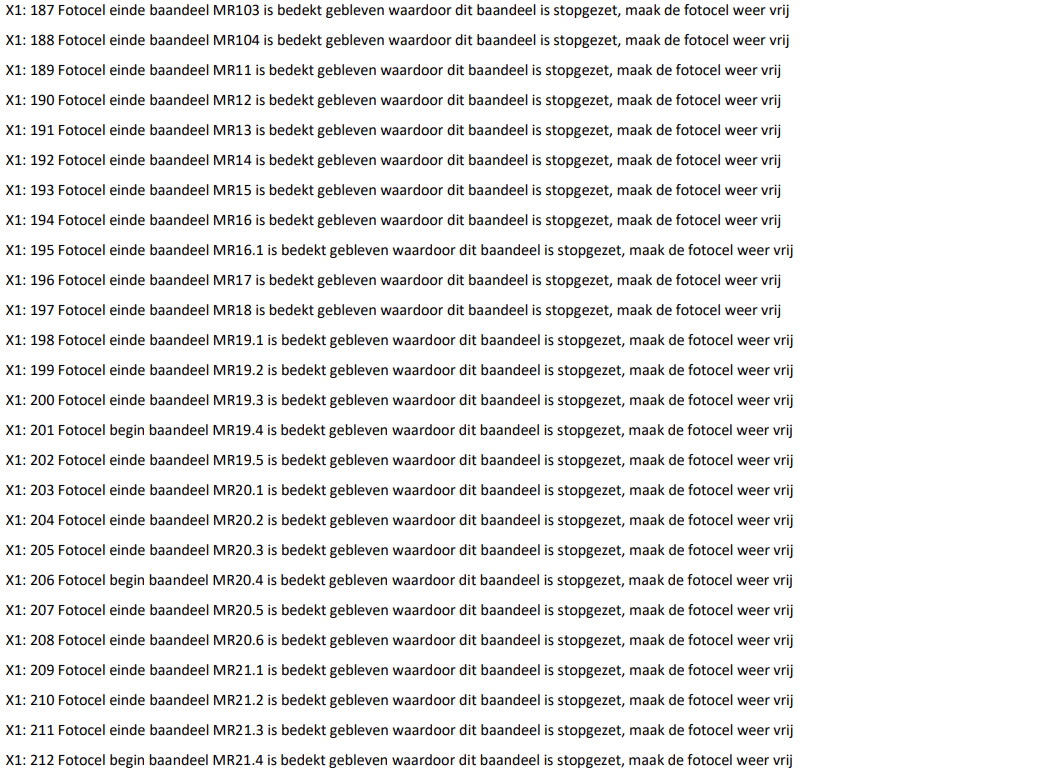 X1: 187 Fotocel einde baandeel MR103 is bedekt gebleven waardoor dit baandeel is stopgezet, maak de fotocel weer vrij
X1: 188 Fotocel einde baandeel MR104 is bedekt gebleven waardoor dit baandeel is stopgezet, maak de fotocel weer vrij
X1: 189 Fotocel einde baandeel MR11 is bedekt gebleven waardoor dit baandeel is stopgezet, maak de fotocel weer vrij
X1: 190 Fotocel einde baandeel MR12 is bedekt gebleven waardoor dit baandeel is stopgezet, maak de fotocel weer vrij
X1: 191 Fotocel einde baandeel MR13 is bedekt gebleven waardoor dit baandeel is stopgezet, maak de fotocel weer vrij
X1: 192 Fotocel einde baandeel MR14 is bedekt gebleven waardoor dit baandeel is stopgezet, maak de fotocel weer vrij
X1: 193 Fotocel einde baandeel MR15 is bedekt gebleven waardoor dit baandeel is stopgezet, maak de fotocel weer vrij
X1: 194 Fotocel einde baandeel MR16 is bedekt gebleven waardoor dit baandeel is stopgezet, maak de fotocel weer vrij
X1: 195 Fotocel einde baandeel MR16.1 is bedekt gebleven waardoor dit baandeel is stopgezet, maak de fotocel weer vrij
X1: 196 Fotocel einde baandeel MR17 is bedekt gebleven waardoor dit baandeel is stopgezet, maak de fotocel weer vrij
X1: 197 Fotocel einde baandeel MR18 is bedekt gebleven waardoor dit baandeel is stopgezet, maak de fotocel weer vrij
X1: 198 Fotocel einde baandeel MR19.1 is bedekt gebleven waardoor dit baandeel is stopgezet, maak de fotocel weer vrij
X1: 199 Fotocel einde baandeel MR19.2 is bedekt gebleven waardoor dit baandeel is stopgezet, maak de fotocel weer vrij
X1: 200 Fotocel einde baandeel MR19.3 is bedekt gebleven waardoor dit baandeel is stopgezet, maak de fotocel weer vrij
X1: 201 Fotocel begin baandeel MR19.4 is bedekt gebleven waardoor dit baandeel is stopgezet, maak de fotocel weer vrij
X1: 202 Fotocel einde baandeel MR19.5 is bedekt gebleven waardoor dit baandeel is stopgezet, maak de fotocel weer vrij
X1: 203 Fotocel einde baandeel MR20.1 is bedekt gebleven waardoor dit baandeel is stopgezet, maak de fotocel weer vrij
X1: 204 Fotocel einde baandeel MR20.2 is bedekt gebleven waardoor dit baandeel is stopgezet, maak de fotocel weer vrij
X1: 205 Fotocel einde baandeel MR20.3 is bedekt gebleven waardoor dit baandeel is stopgezet, maak de fotocel weer vrij
X1: 206 Fotocel begin baandeel MR20.4 is bedekt gebleven waardoor dit baandeel is stopgezet, maak de fotocel weer vrij
X1: 207 Fotocel einde baandeel MR20.5 is bedekt gebleven waardoor dit baandeel is stopgezet, maak de fotocel weer vrij
X1: 208 Fotocel einde baandeel MR20.6 is bedekt gebleven waardoor dit baandeel is stopgezet, maak de fotocel weer vrij
X1: 209 Fotocel einde baandeel MR21.1 is bedekt gebleven waardoor dit baandeel is stopgezet, maak de fotocel weer vrij
X1: 210 Fotocel einde baandeel MR21.2 is bedekt gebleven waardoor dit baandeel is stopgezet, maak de fotocel weer vrij
X1: 211 Fotocel einde baandeel MR21.3 is bedekt gebleven waardoor dit baandeel is stopgezet, maak de fotocel weer vrij
X1: 212 Fotocel begin baandeel MR21.4 is bedekt gebleven waardoor dit baandeel is stopgezet, maak de fotocel weer vrij